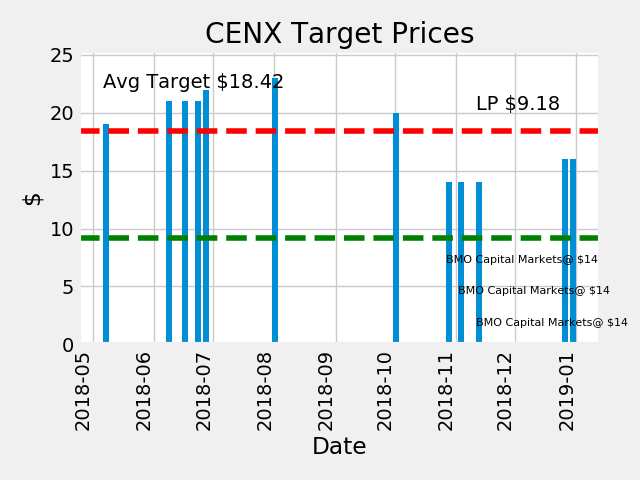 CENX Target Prices
25
Avg Target $18.42
LP $9.18
20
15
$
10
BMO Capital Markets@ $14
5
BMO Capital Markets@ $14
BMO Capital Markets@ $14
0
2018-05
2018-06
2018-07
2018-08
2018-09
2018-10
2018-11
2018-12
2019-01
Date